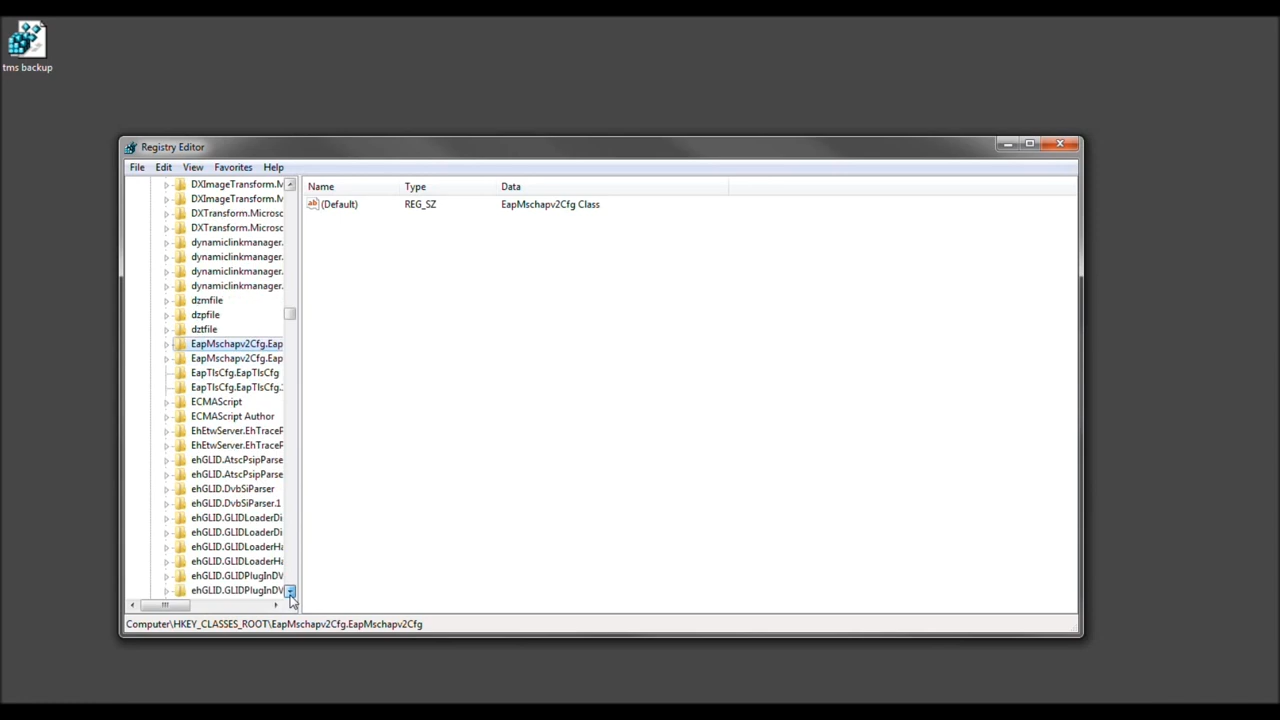 tms backup
Registry Editor
File Edit View Favorites Help
Name Type Data
(Default) REG_SZ EapMschapv2Cfg Class
DXImageTransform.M
DXImageTransform.M
DXTransform.Microsc
DXTransform.Microsc
dynamiclinkmanager.
dynamiclinkmanager.
dynamiclinkmanager.
dynamiclinkmanager.
dzmfile
dzpfile
dztfile
EapMschapv2Cfg.Eap
EapMschapv2Cfg.Eap
EapTlsCfg.EapTlsCfg
EapTlsCfg.EapTlsCfg.
ECMAScript
ECMAScript Author
EhEtwServer.EhTraceP
EhEtwServer.EhTraceP
ehGLID.AtscPsipParse
ehGLID.AtscPsipParse
ehGLID.DvbSiParser
ehGLID.DvbSiParser.1
ehGLID.GLIDLoaderDi
ehGLID.GLIDLoaderDi
ehGLID.GLIDLoaderHa
ehGLID.GLIDLoaderHa
ehGLID.GLIDPlugInDV
ehGLID.GLIDPlugInDV
Computer\HKEY_CLASSES_ROOT\EapMschapv2Cfg.EapMschapv2Cfg